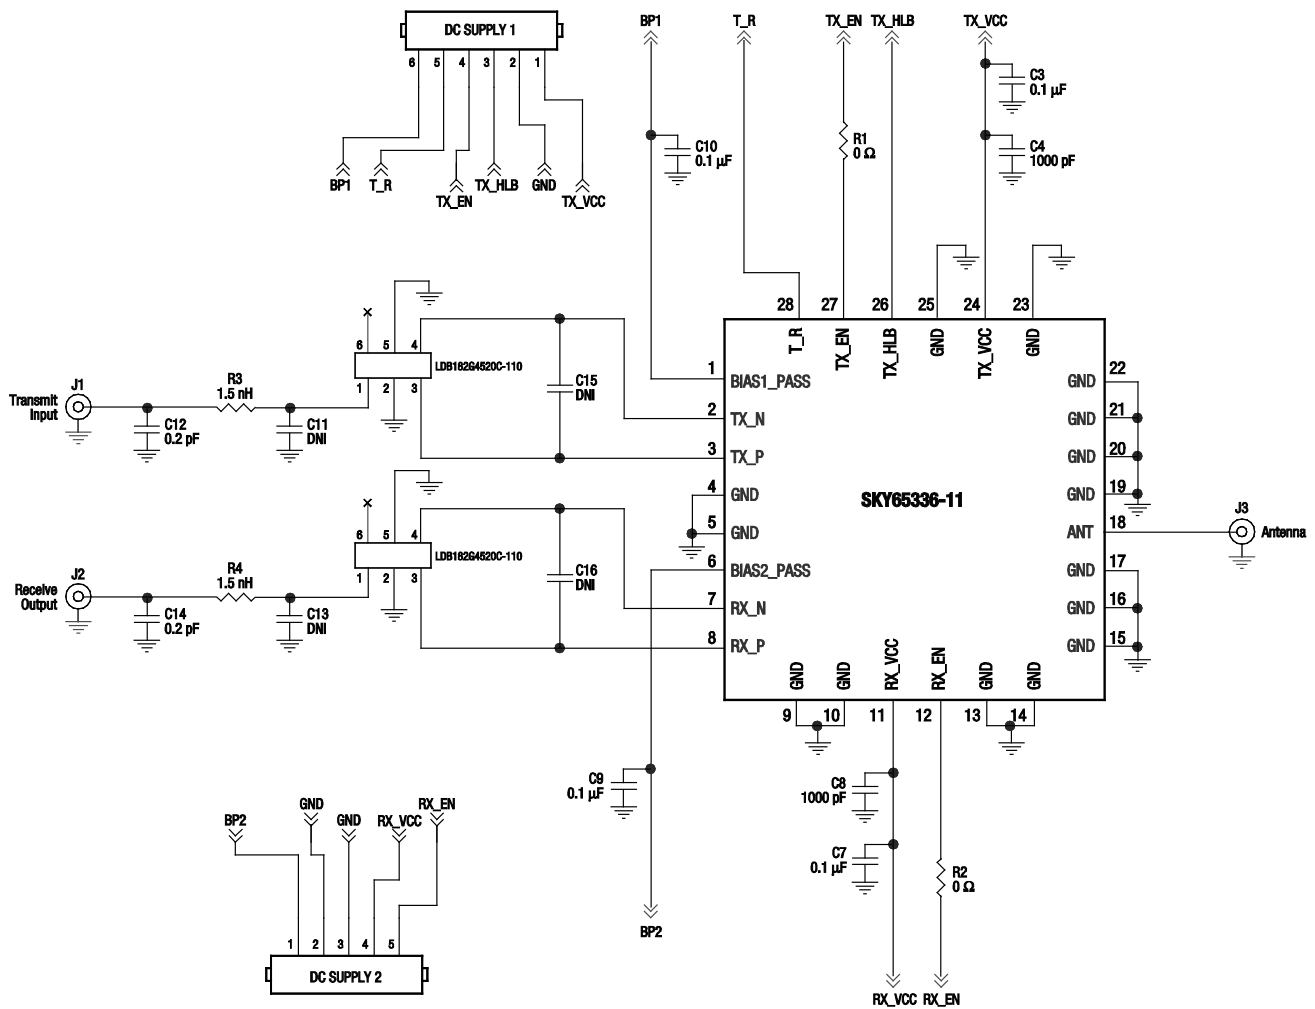 DC SUPPLY 1
6 5 4 3 2 1
BP1 T_R TX_EN TX_HLB GND TX_VCC
BP1 T_R TX_EN TX_HLB TX_VCC
C3
0.1 µF
C4
1000 pF
R1
0 Ω
C10
0.1 µF
28 27 26 25 24 23
T_R TX_EN TX_HLB GND TX_VCC GND
6 5 4
LDB182G4520C-110
1 2 3
J1
Transmit
Input
R3
1.5 nH
C12
0.2 pF
C11
DNI
C15
DNI
6 5 4
LDB182G4520C-110
1 2 3
J2
Receive
Output
R4
1.5 nH
C14
0.2 pF
C13
DNI
C16
DNI
1 BIAS1_PASS
2 TX_N
3 TX_P
4 GND
5 GND
6 BIAS2_PASS
7 RX_N
8 RX_P
SKY65336-11
GND 22
GND 21
GND 20
GND 19
ANT 18
GND 17
GND 16
GND 15
J3
Antenna
GND GND RX_VCC RX_EN GND GND
9 10 11 12 13 14
C9
0.1 µF
BP2
C8
1000 pF
C7
0.1 µF
R2
0 Ω
RX_VCC RX_EN
BP2 GND GND RX_VCC RX_EN
1 2 3 4 5
DC SUPPLY 2